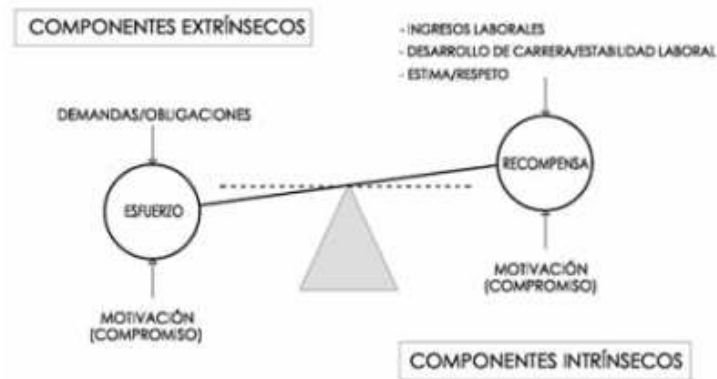 COMPONENTES EXTRÍNSECOS
- INGRESOS LABORALES
- DESARROLLO DE CARRERA/ESTABILIDAD LABORAL
- ESTIMA/RESPETO
DEMANDAS/OBLIGACIONES
RECOMPENSA
ESFUERZO
MOTIVACIÓN
(COMPROMISO)
MOTIVACIÓN
(COMPROMISO)
COMPONENTES INTRÍNSECOS